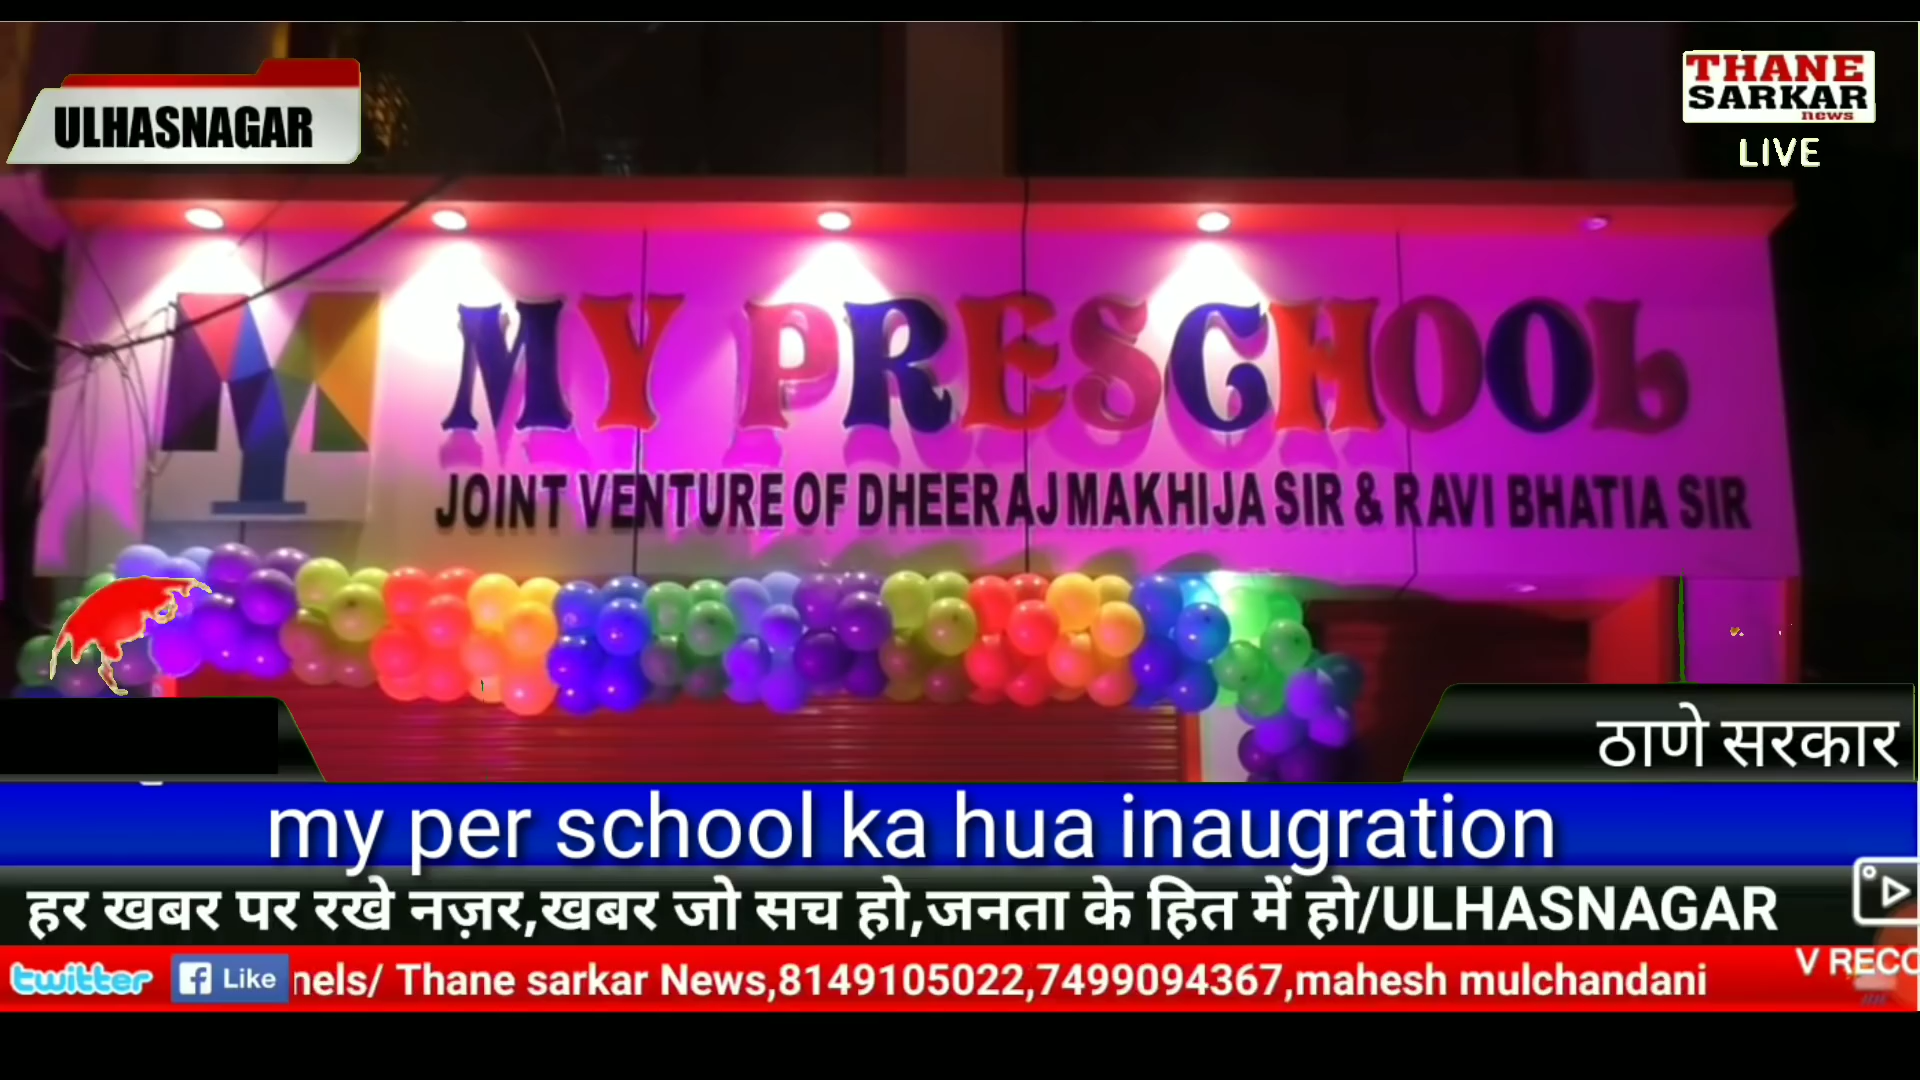 ULHASNAGAR
THANE
SARKAR
news
LIVE
MY PRESCHOOL
JOINT VENTURE OF DHEERAJ MAKHIJA SIR & RAVI BHATIA SIR
ठाणे सरकार
my per school ka hua inaugration
हर खबर पर रखे नज़र,खबर जो सच हो,जनता के हित में हो/ULHASNAGAR
twitter Like nels/ Thane sarkar News,8149105022,7499094367,mahesh mulchandani
V RECO